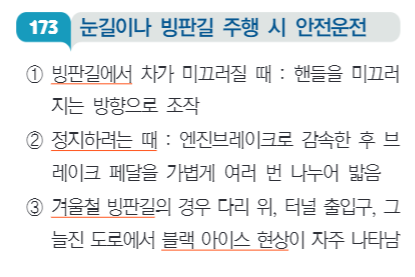 173 눈길이나 빙판길 주행 시 안전운전
① 빙판길에서 차가 미끄러질 때 : 핸들을 미끄러
지는 방향으로 조작
② 정지하려는 때 : 엔진브레이크로 감속한 후 브
레이크 페달을 가볍게 여러 번 나누어 밟음
③ 겨울철 빙판길의 경우 다리 위, 터널 출입구, 그
늘진 도로에서 블랙 아이스 현상이 자주 나타남